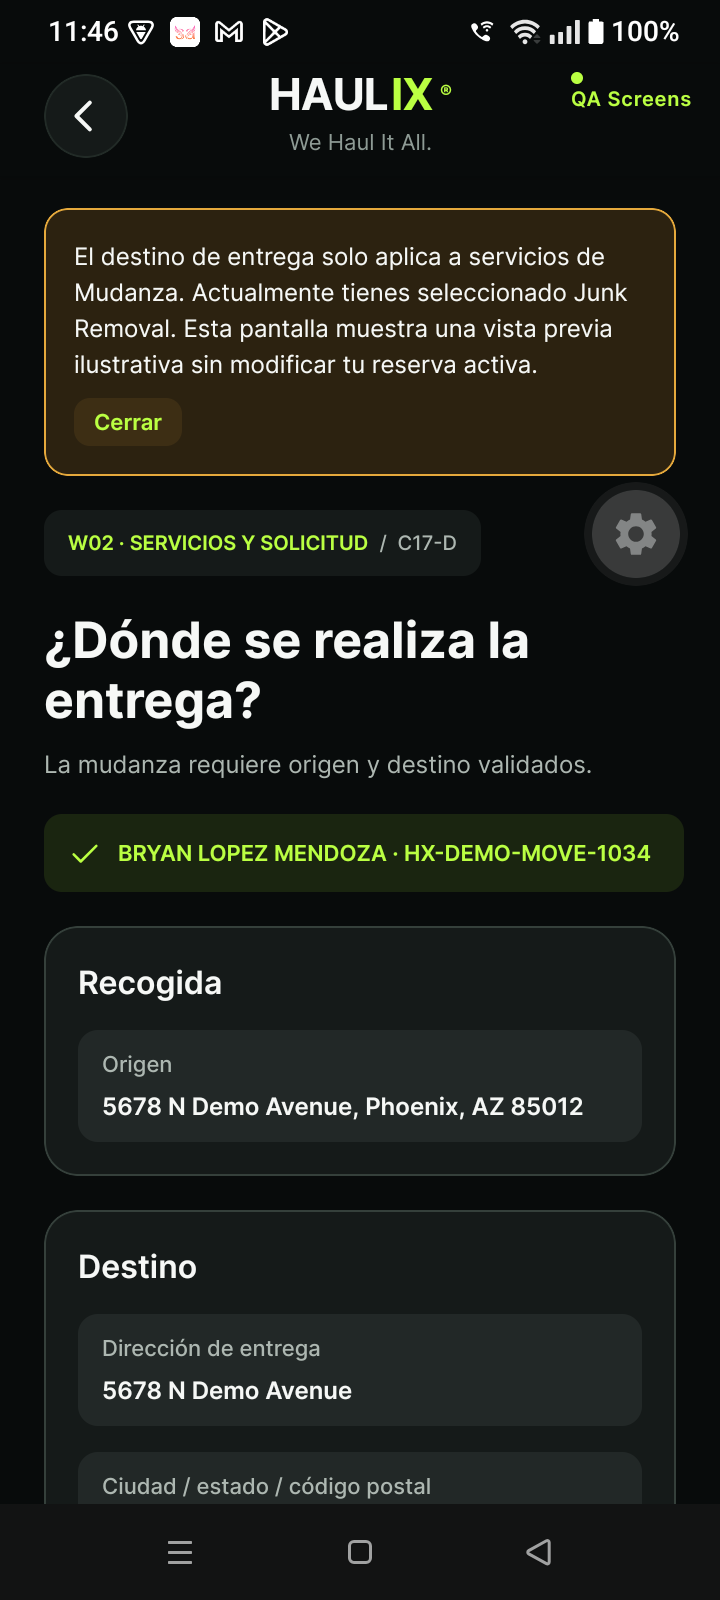 11:46
100%
HAULIX ®
We Haul It All.
QA Screens
El destino de entrega solo aplica a servicios de
Mudanza. Actualmente tienes seleccionado Junk
Removal. Esta pantalla muestra una vista previa
ilustrativa sin modificar tu reserva activa.
Cerrar
W02 · SERVICIOS Y SOLICITUD / C17-D
¿Dónde se realiza la
entrega?
La mudanza requiere origen y destino validados.
BRYAN LOPEZ MENDOZA · HX-DEMO-MOVE-1034
Recogida
Origen
5678 N Demo Avenue, Phoenix, AZ 85012
Destino
Dirección de entrega
5678 N Demo Avenue
Ciudad / estado / código postal